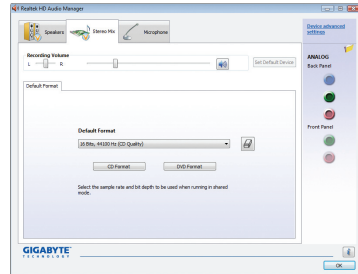 Realtek HD Audio Manager
Speakers
Stereo Mix
Microphone
Device advanced
settings
Recording Volume
L
R
Set Default Device
ANALOG
Back Panel
Default Format
Front Panel
Default Format
16 Bits, 44100 Hz (CD Quality)
CD Format
DVD Format
Select the sample rate and bit depth to be used when running in shared
mode.
GIGABYTE
TECHNOLOGY
i
OK